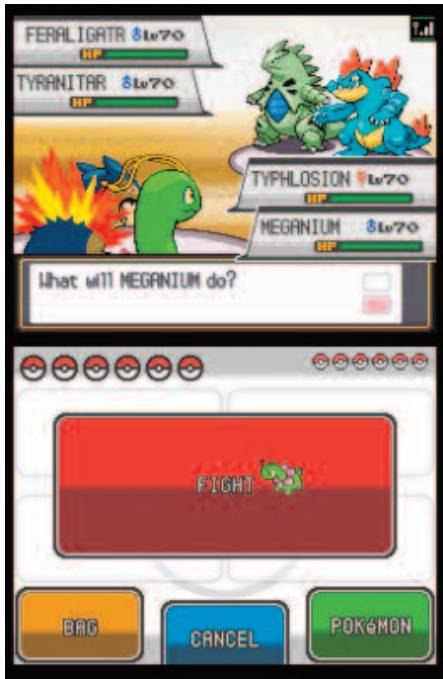 FERALIGATR ♂Lv70
HP
TYRANITAR ♂Lv70
HP
TYPHLOSION ♀Lv70
HP
MEGANIUM ♂Lv70
HP
What will MEGANIUM do?
FIGHT
BAG
CANCEL
POKéMON